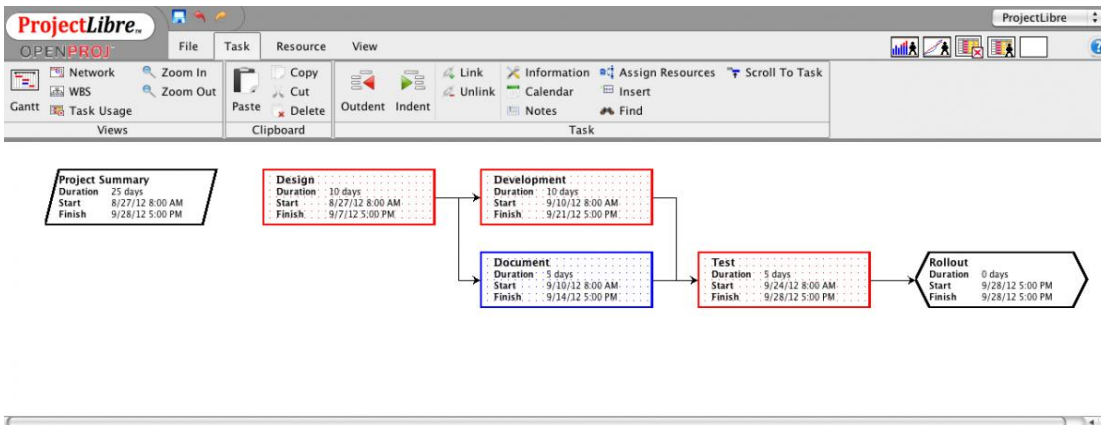 ProjectLibre™
OPENPROJ
ProjectLibre
File Task Resource View
Gantt
Network
WBS
Task Usage
Zoom In
Zoom Out
Views
Paste
Copy
Cut
Delete
Clipboard
Outdent
Indent
Link
Unlink
Information
Calendar
Notes
Assign Resources
Insert
Find
Scroll To Task
Task
Project Summary
Duration 25 days
Start 8/27/12 8:00 AM
Finish 9/28/12 5:00 PM
Design
Duration 10 days
Start 8/27/12 8:00 AM
Finish 9/7/12 5:00 PM
Development
Duration 10 days
Start 9/10/12 8:00 AM
Finish 9/21/12 5:00 PM
Document
Duration 5 days
Start 9/10/12 8:00 AM
Finish 9/14/12 5:00 PM
Test
Duration 5 days
Start 9/24/12 8:00 AM
Finish 9/28/12 5:00 PM
Rollout
Duration 0 days
Start 9/28/12 5:00 PM
Finish 9/28/12 5:00 PM